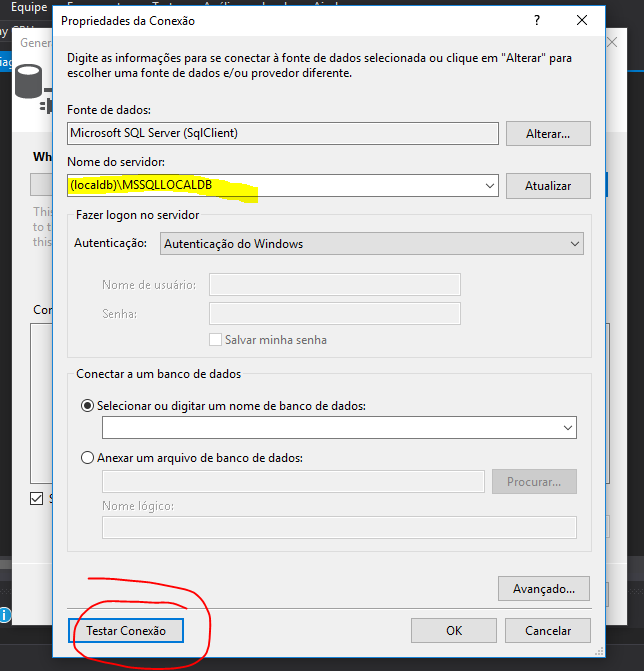 Equipe
Propriedades da Conexão
?
Gener
Digite as informações para se conectar à fonte de dados selecionada ou clique em "Alterar" para
escolher uma fonte de dados e/ou provedor diferente.
Fonte de dados:
Microsoft SQL Server (SqlClient)
Alterar...
Nome do servidor:
(localdb)\MSSQLLOCALDB
Atualizar
Fazer logon no servidor
Autenticação:
Autenticação do Windows
Nome de usuário:
Senha:
Salvar minha senha
Conectar a um banco de dados
Selecionar ou digitar um nome de banco de dados:
Anexar um arquivo de banco de dados:
Procurar...
Nome lógico:
Avançado...
Testar Conexão
OK
Cancelar
Wh
This
to t
this
Cor